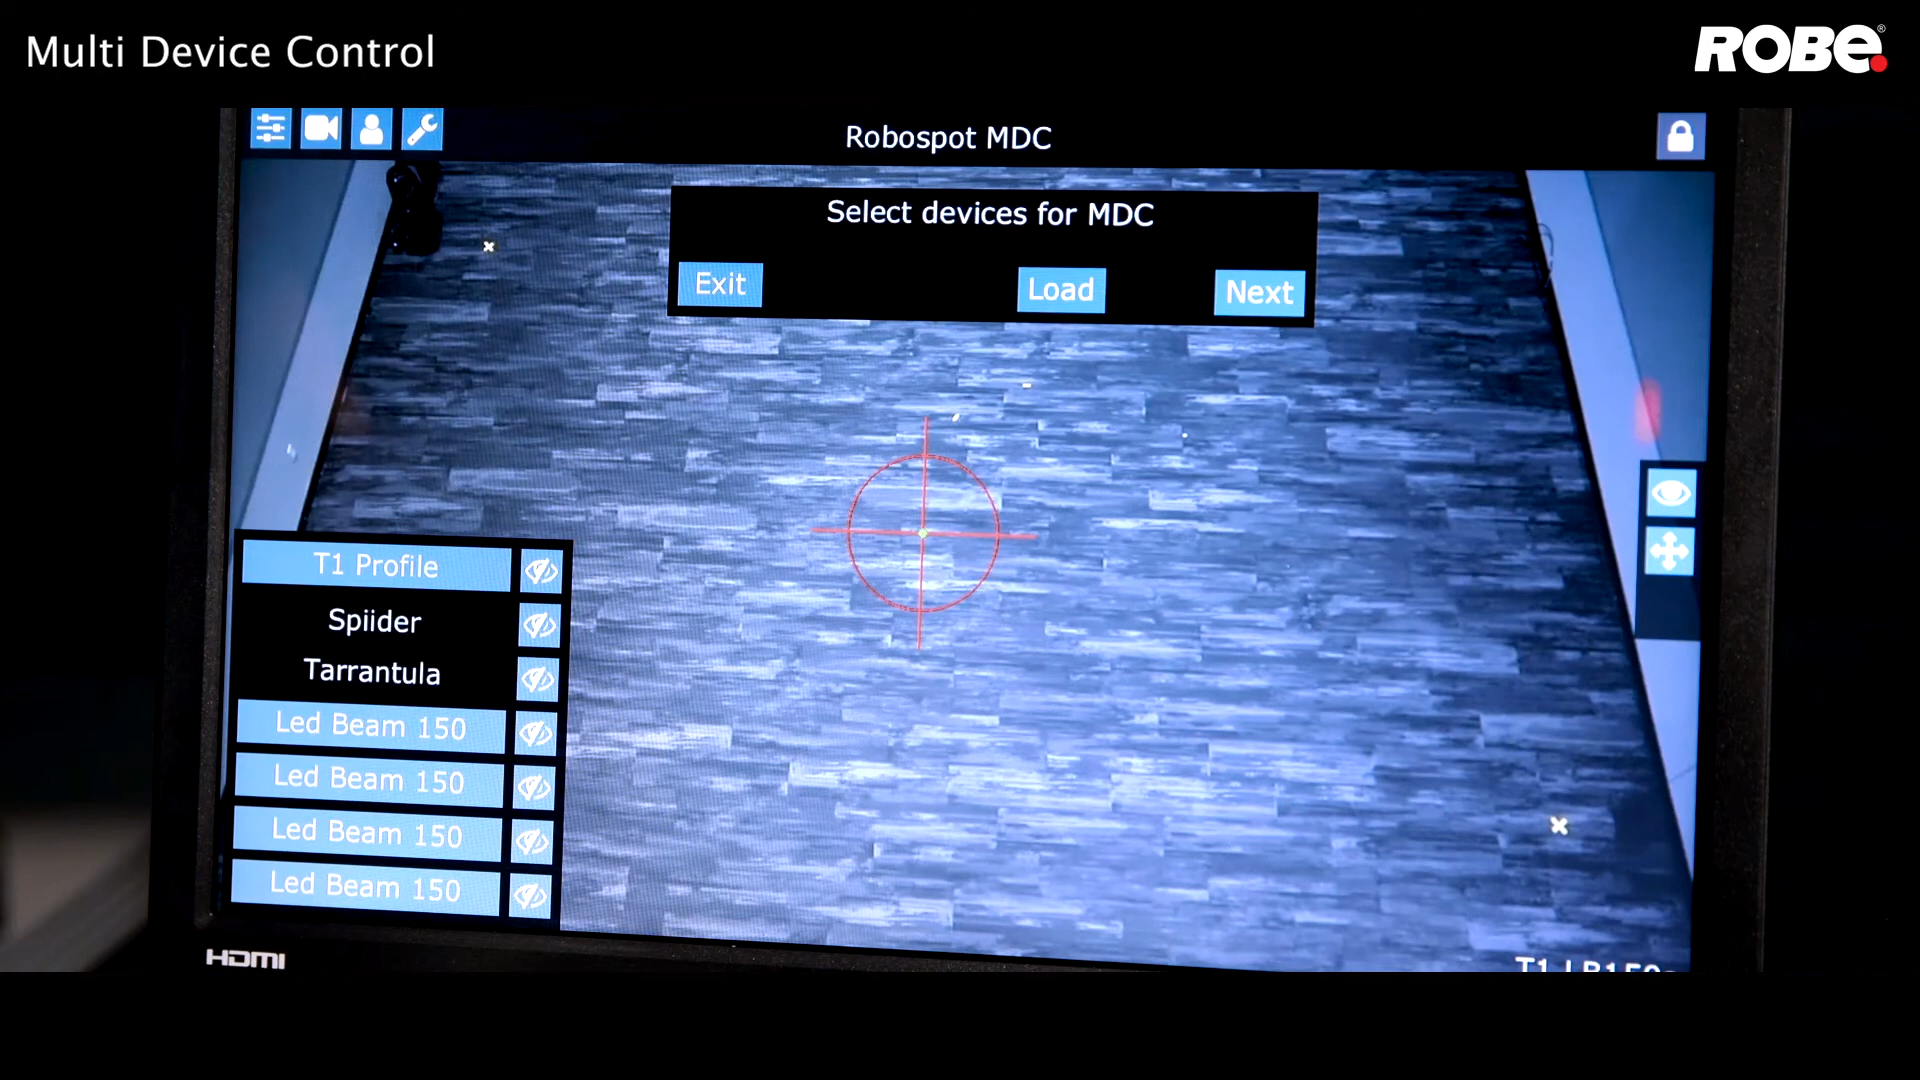 Multi Device Control
ROBE®
Robospot MDC
Select devices for MDC
Exit
Load
Next
T1 Profile
Spiider
Tarrantula
Led Beam 150
Led Beam 150
Led Beam 150
Led Beam 150
HDMI